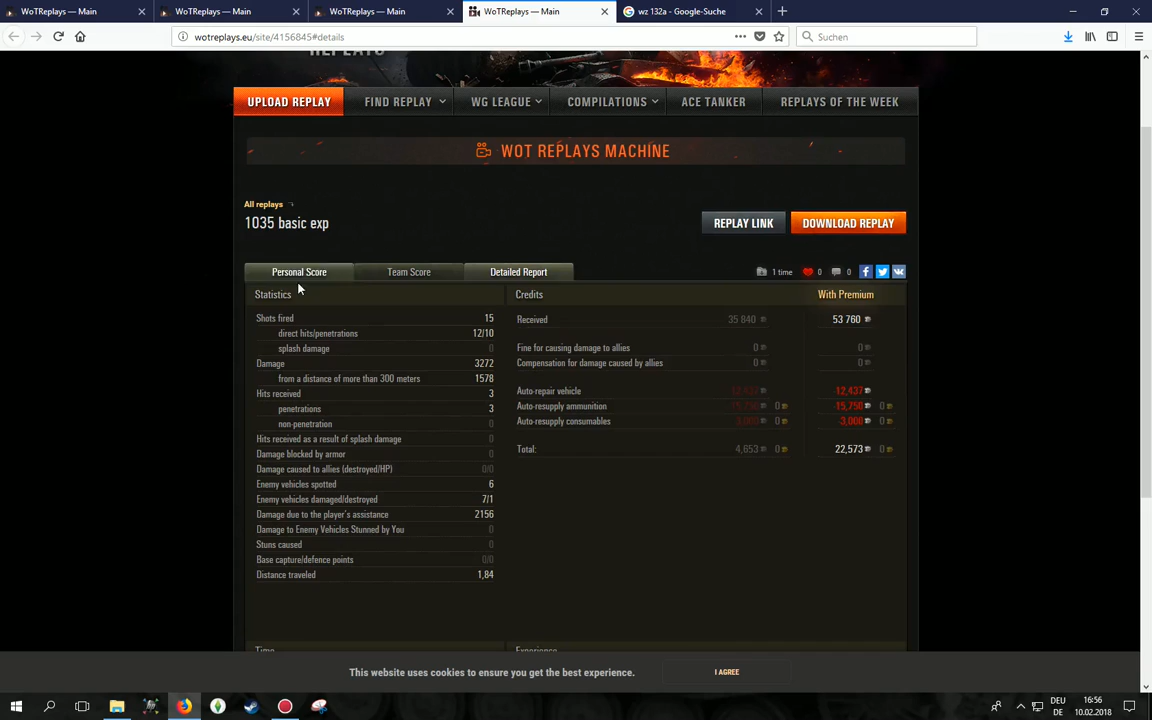 WoTReplays — Main
WoTReplays — Main
WoTReplays — Main
WoTReplays — Main
wz 132a - Google-Suche
wotreplays.eu/site/4156845#details
Suchen
REPLAYS
UPLOAD REPLAY FIND REPLAY WG LEAGUE COMPILATIONS ACE TANKER REPLAYS OF THE WEEK
WOT REPLAYS MACHINE
All replays
1035 basic exp
REPLAY LINK DOWNLOAD REPLAY
Personal Score Team Score Detailed Report 1 time 0 0
Statistics
Shots fired 15
direct hits/penetrations 12/10
splash damage 0
Damage 3272
from a distance of more than 300 meters 1578
Hits received 3
penetrations 3
non-penetration 0
Hits received as a result of splash damage 0
Damage blocked by armor 0
Damage caused to allies (destroyed/HP) 0/0
Enemy vehicles spotted 6
Enemy vehicles damaged/destroyed 7/1
Damage due to the player's assistance 2156
Damage to Enemy Vehicles Stunned by You 0
Stuns caused 0
Base capture/defence points 0/0
Distance traveled 1,84
Credits With Premium
Received 35 840 53 760
Fine for causing damage to allies 0 0
Compensation for damage caused by allies 0 0
Auto-repair vehicle -12,437 -12,437
Auto-resupply ammunition -15,750 0 -15,750 0
Auto-resupply consumables -3,000 0 -3,000 0
Total: 4,653 0 22,573 0
Time Experience
This website uses cookies to ensure you get the best experience. I AGREE
DEU
DE
16:56
10.02.2018